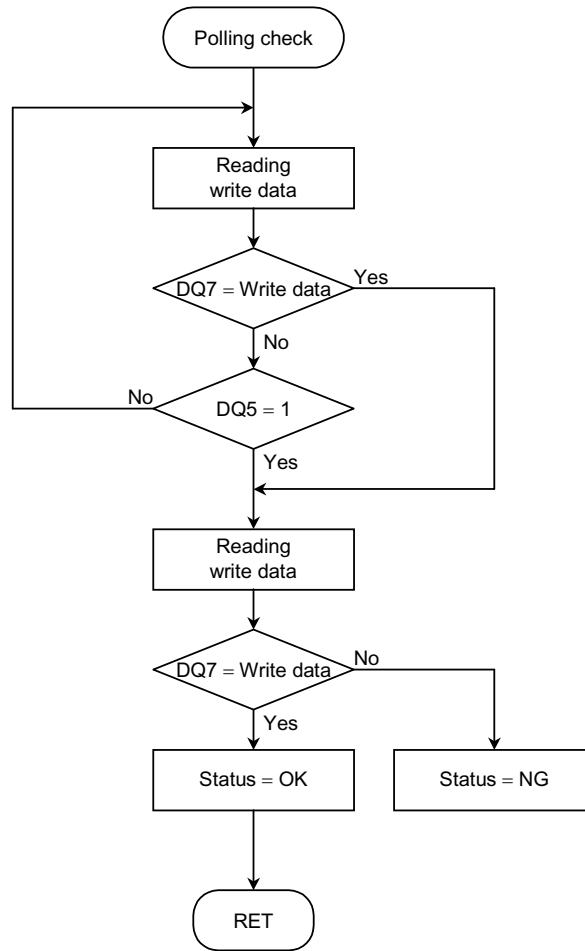 Polling check
Reading
write data
DQ7 = Write data
Yes
No
No
DQ5 = 1
Yes
Reading
write data
DQ7 = Write data
No
Yes
Status = OK
Status = NG
RET